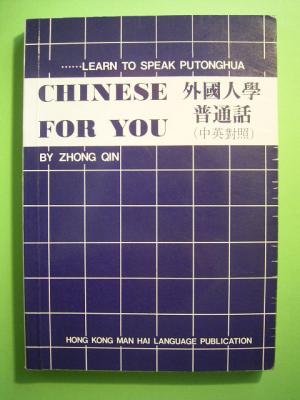 ······LEARN TO SPEAK PUTONGHUA
CHINESE
FOR YOU
外國人學
普通話
(中英對照)
BY ZHONG QIN
HONG KONG MAN HAI LANGUAGE PUBLICATION